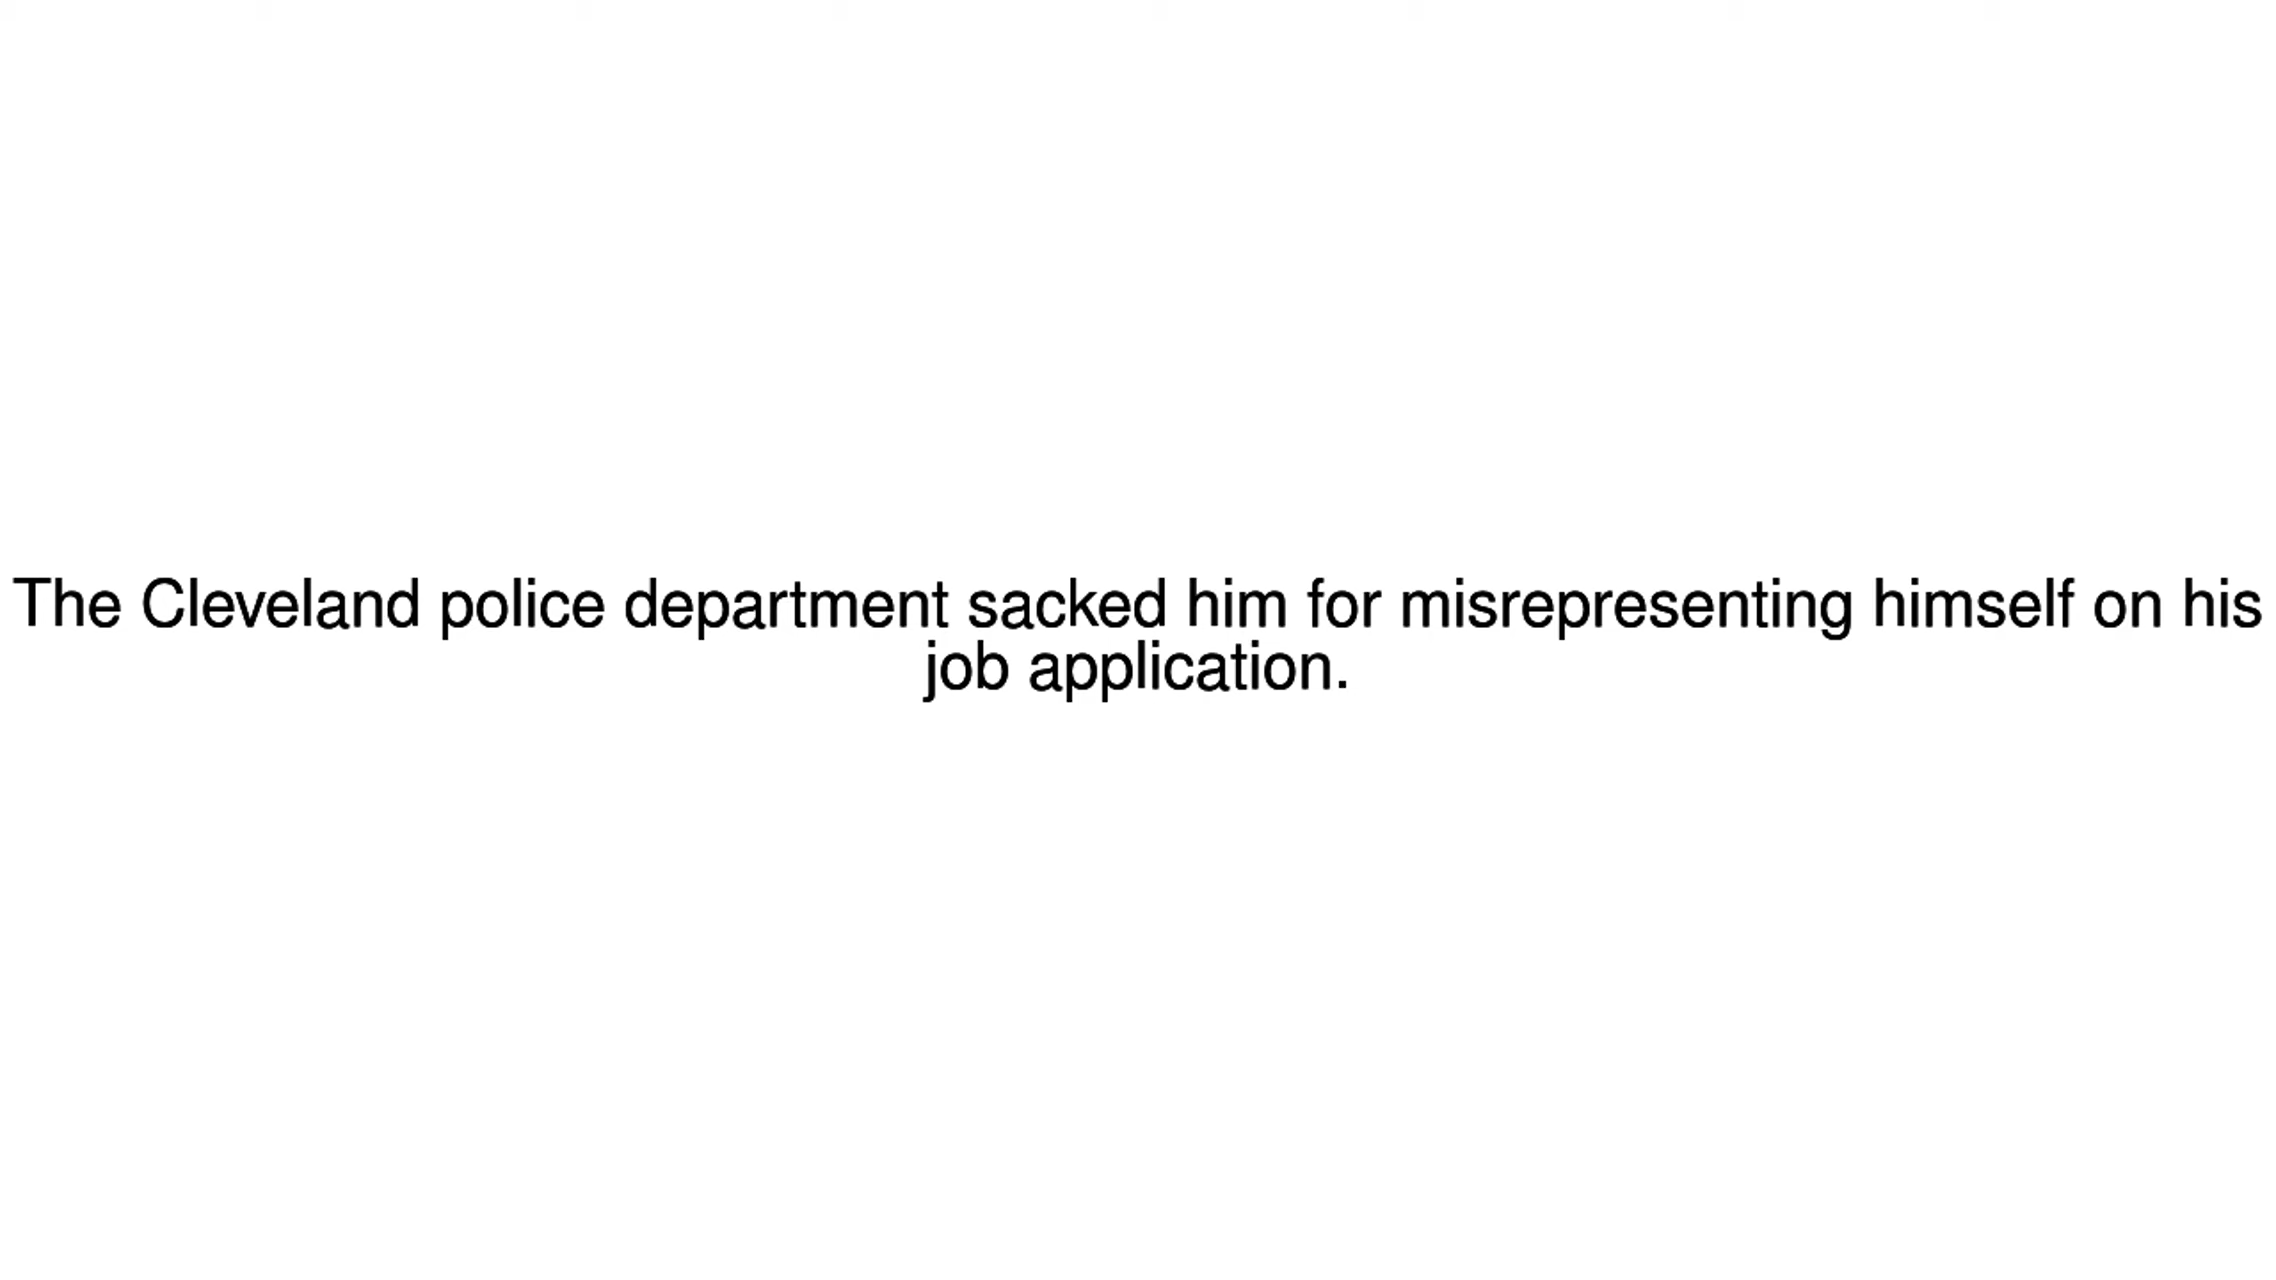 The Cleveland police department sacked him for misrepresenting himself on his
job application.